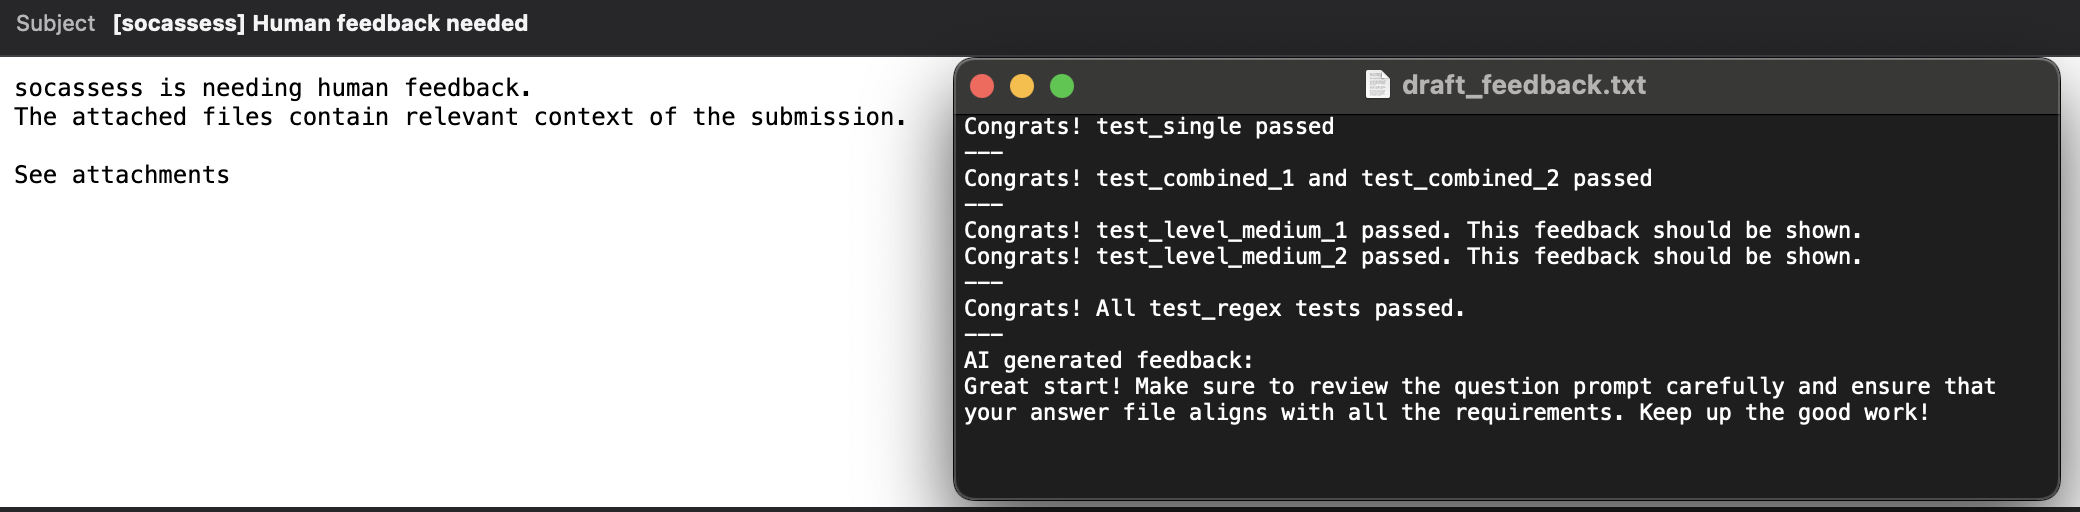 Subject [socassess] Human feedback needed
socassess is needing human feedback.
The attached files contain relevant context of the submission.
See attachments
draft_feedback.txt
Congrats! test_single passed
---
Congrats! test_combined_1 and test_combined_2 passed
---
Congrats! test_level_medium_1 passed. This feedback should be shown.
Congrats! test_level_medium_2 passed. This feedback should be shown.
---
Congrats! All test_regex tests passed.
---
AI generated feedback:
Great start! Make sure to review the question prompt carefully and ensure that
your answer file aligns with all the requirements. Keep up the good work!